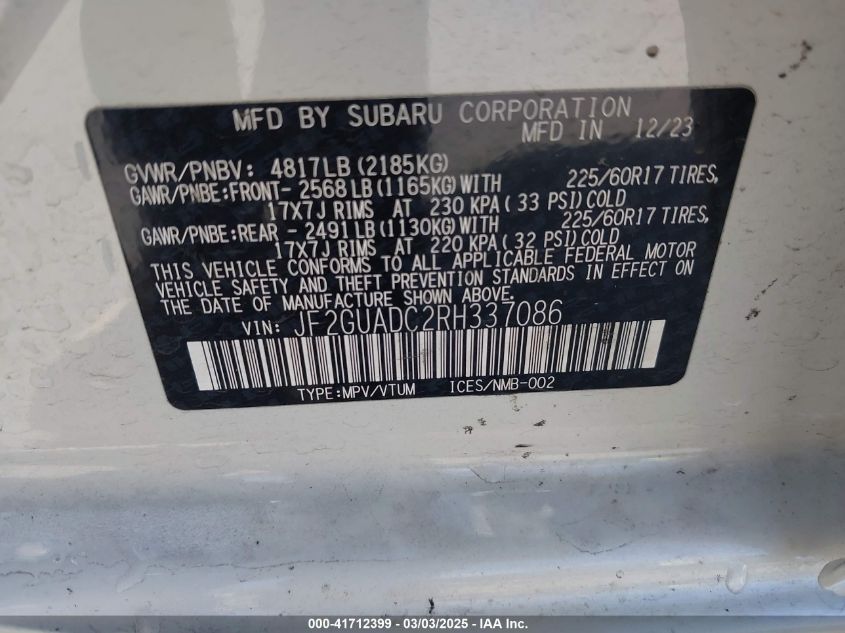 MFD BY SUBARU CORPORATION
MFD IN 12/23
GVWR/PNBV: 4817LB(2185KG)
GAWR/PNBE:FRONT- 2568LB(1165KG)WITH 225/60R17 TIRES,
17X7J RIMS AT 230 KPA( 33 PSI)COLD
GAWR/PNBE:REAR - 2491LB(1130KG)WITH 225/60R17 TIRES,
17X7J RIMS AT 220 KPA( 32 PSI)COLD
THIS VEHICLE CONFORMS TO ALL APPLICABLE FEDERAL MOTOR
VEHICLE SAFETY AND THEFT PREVENTION STANDARDS IN EFFECT ON
THE DATE OF MANUFACTURE SHOWN ABOVE.
VIN: JF2GUADC2RH337086
TYPE:MPV/VTUM ICES/NMB-002
000-41712399 - 03/03/2025 - IAA Inc.